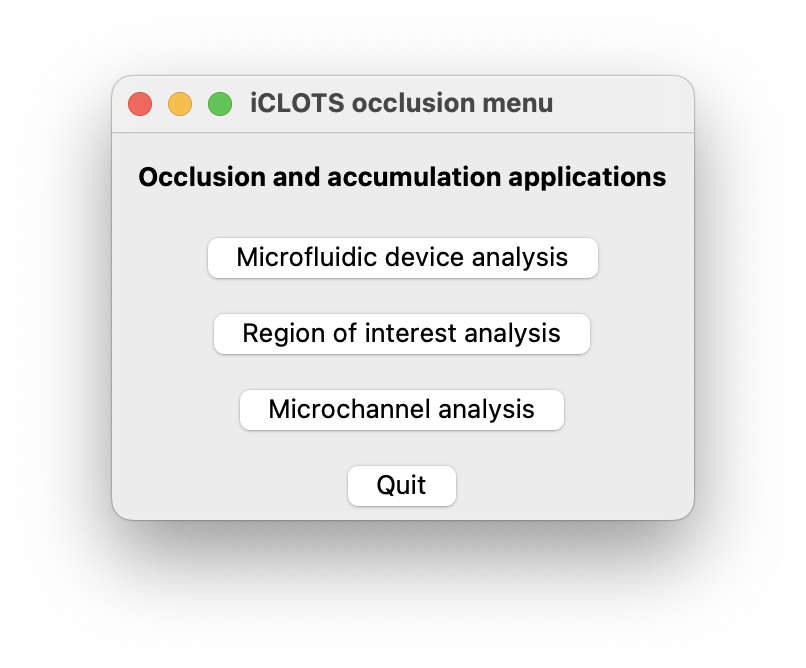 iCLOTS occlusion menu
Occlusion and accumulation applications
Microfluidic device analysis
Region of interest analysis
Microchannel analysis
Quit